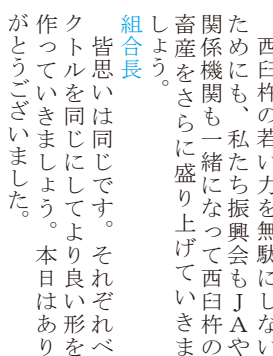 西臼杵の若い力を無駄にしない
ためにも、私たち振興会もJAや
関係機関も一緒になって西臼杵の
畜産をさらに盛り上げていきま
しょう。
組合長
皆思いは同じです。それぞれベ
クトルを同じにしてより良い形を
作っていきましょう。本日はあり
がとうございました。